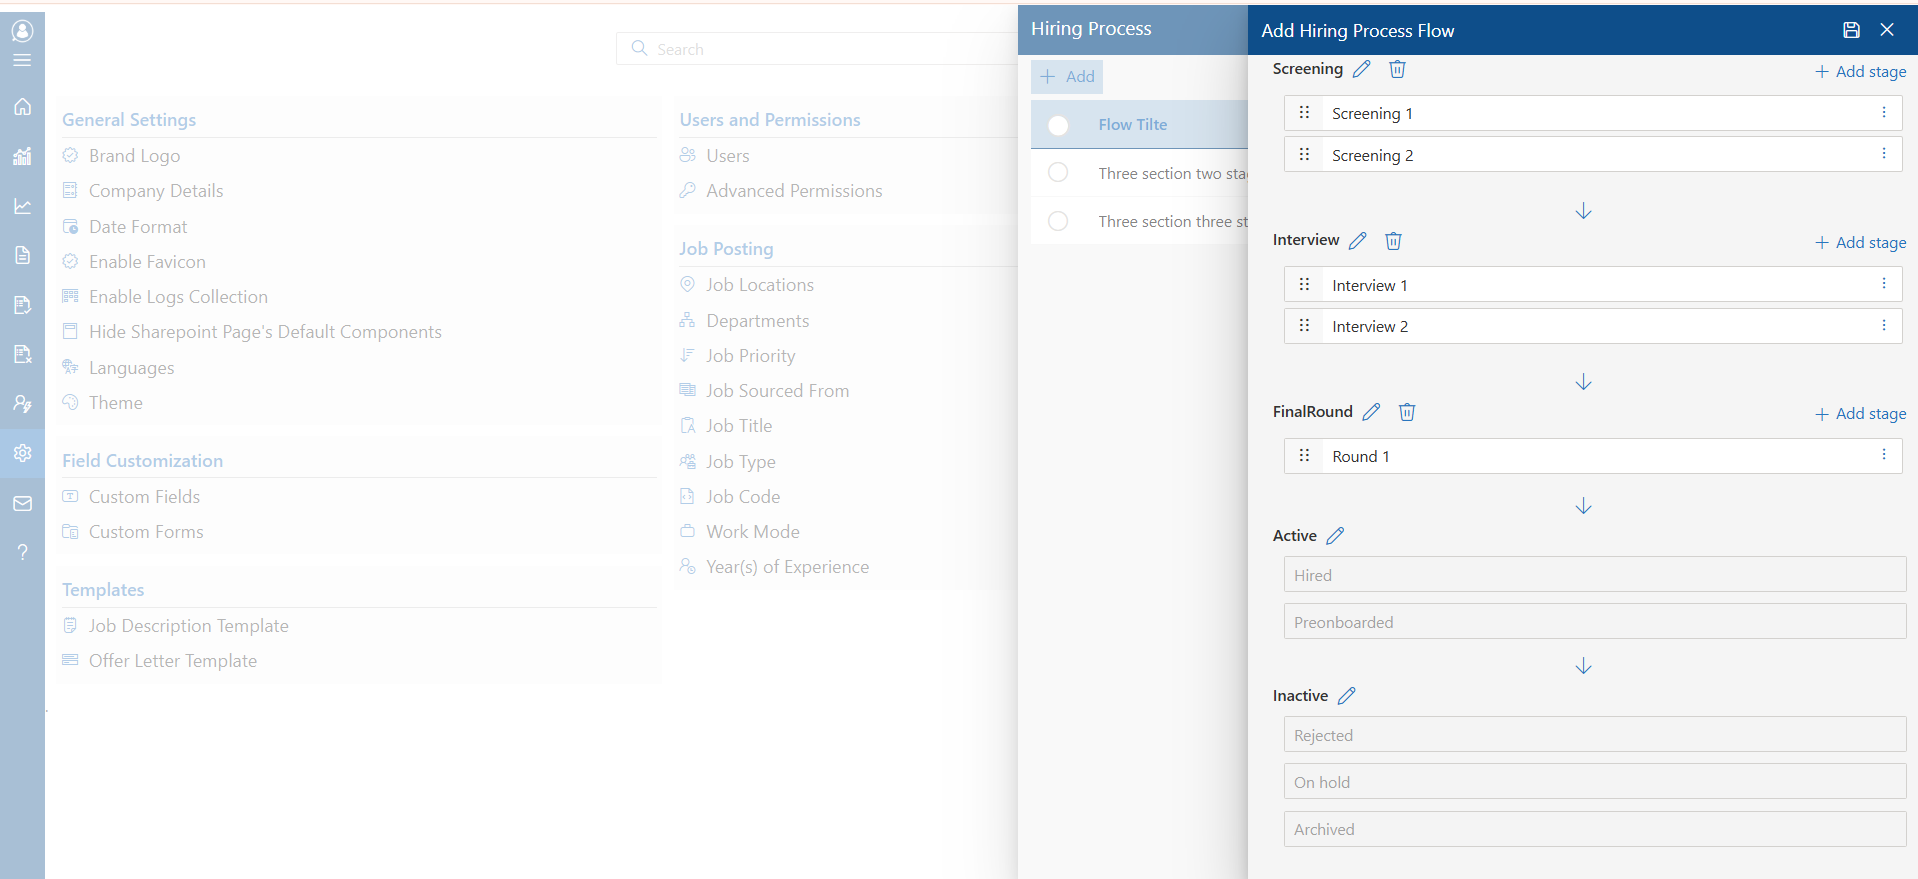 Search
General Settings
Brand Logo
Company Details
Date Format
Enable Favicon
Enable Logs Collection
Hide Sharepoint Page's Default Components
Languages
Theme
Field Customization
Custom Fields
Custom Forms
Templates
Job Description Template
Offer Letter Template
Users and Permissions
Users
Advanced Permissions
Job Posting
Job Locations
Departments
Job Priority
Job Sourced From
Job Title
Job Type
Job Code
Work Mode
Year(s) of Experience
Hiring Process
Add
Flow Tilte
Three section two sta
Three section three st
Add Hiring Process Flow
Screening
Add stage
Screening 1
Screening 2
Interview
Add stage
Interview 1
Interview 2
FinalRound
Add stage
Round 1
Active
Hired
Preonboarded
Inactive
Rejected
On hold
Archived